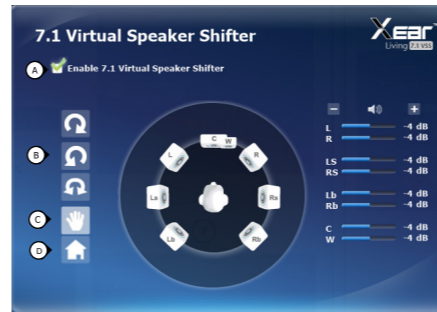 7.1 Virtual Speaker Shifter
Xear
Living 7.1 VSS
A Enable 7.1 Virtual Speaker Shifter
B
C
D
C W
L R
Ls Rs
Lb Rb
- +
L -4 dB
R -4 dB
LS -4 dB
RS -4 dB
Lb -4 dB
Rb -4 dB
C -4 dB
W -4 dB